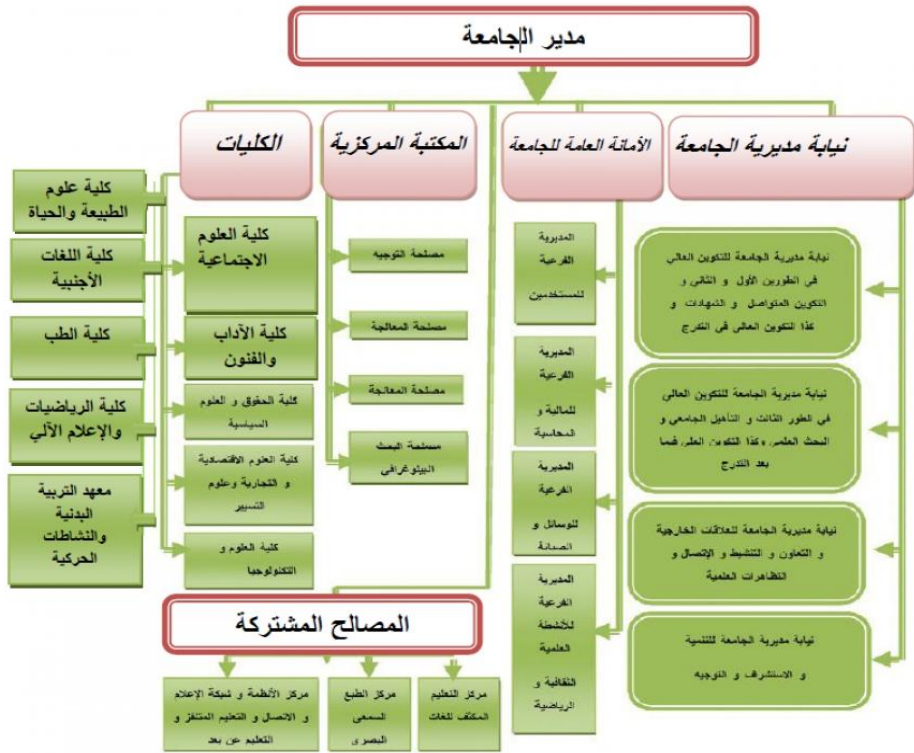 مدير الجامعة
نيابة مديرية الجامعة
الأمانة العامة للجامعة
المكتبة المركزية
الكليات
نيابة مديرية الجامعة للتكوين العالي
في الطورين الأول و الثاني و
التكوين المتواصل و الشهادات و
كذا التكوين العالي في التدرج
نيابة مديرية الجامعة للتكوين العالي
في الطور الثالث و التأهيل الجامعي و
البحث العلمي وكذا التكوين العالي فيما
بعد التدرج
نيابة مديرية الجامعة للعلاقات الخارجية
و التعاون و التنشيط و الإتصال و
التظاهرات العلمية
نيابة مديرية الجامعة للتنمية
و الاستشراف و التوجيه
المديرية
الفرعية
للمستخدمين
المديرية
الفرعية
للمالية و
المحاسبة
المديرية
الفرعية
للوسائل و
الصيانة
المديرية
الفرعية
للأنشطة
العلمية
الثقافية و
الرياضية
مصلحة التوجيه
مصلحة المعالجة
مصلحة المعالجة
مصلحة البحث
البيبلوغرافي
كلية العلوم
الاجتماعية
كلية الآداب
والفنون
كلية الحقوق و العلوم
السياسية
كلية العلوم الاقتصادية
و التجارية وعلوم
التسيير
كلية العلوم و
التكنولوجيا
كلية علوم
الطبيعة والحياة
كلية اللغات
الأجنبية
كلية الطب
كلية الرياضيات
والإعلام الآلي
معهد التربية
البدنية
والنشاطات
الحركية
المصالح المشتركة
مركز التعليم
المكثف للغات
مركز الطبع
السمعي
البصري
مركز الأنظمة و شبكة الإعلام
و الاتصال و التعليم المتلفز و
التعليم عن بعد